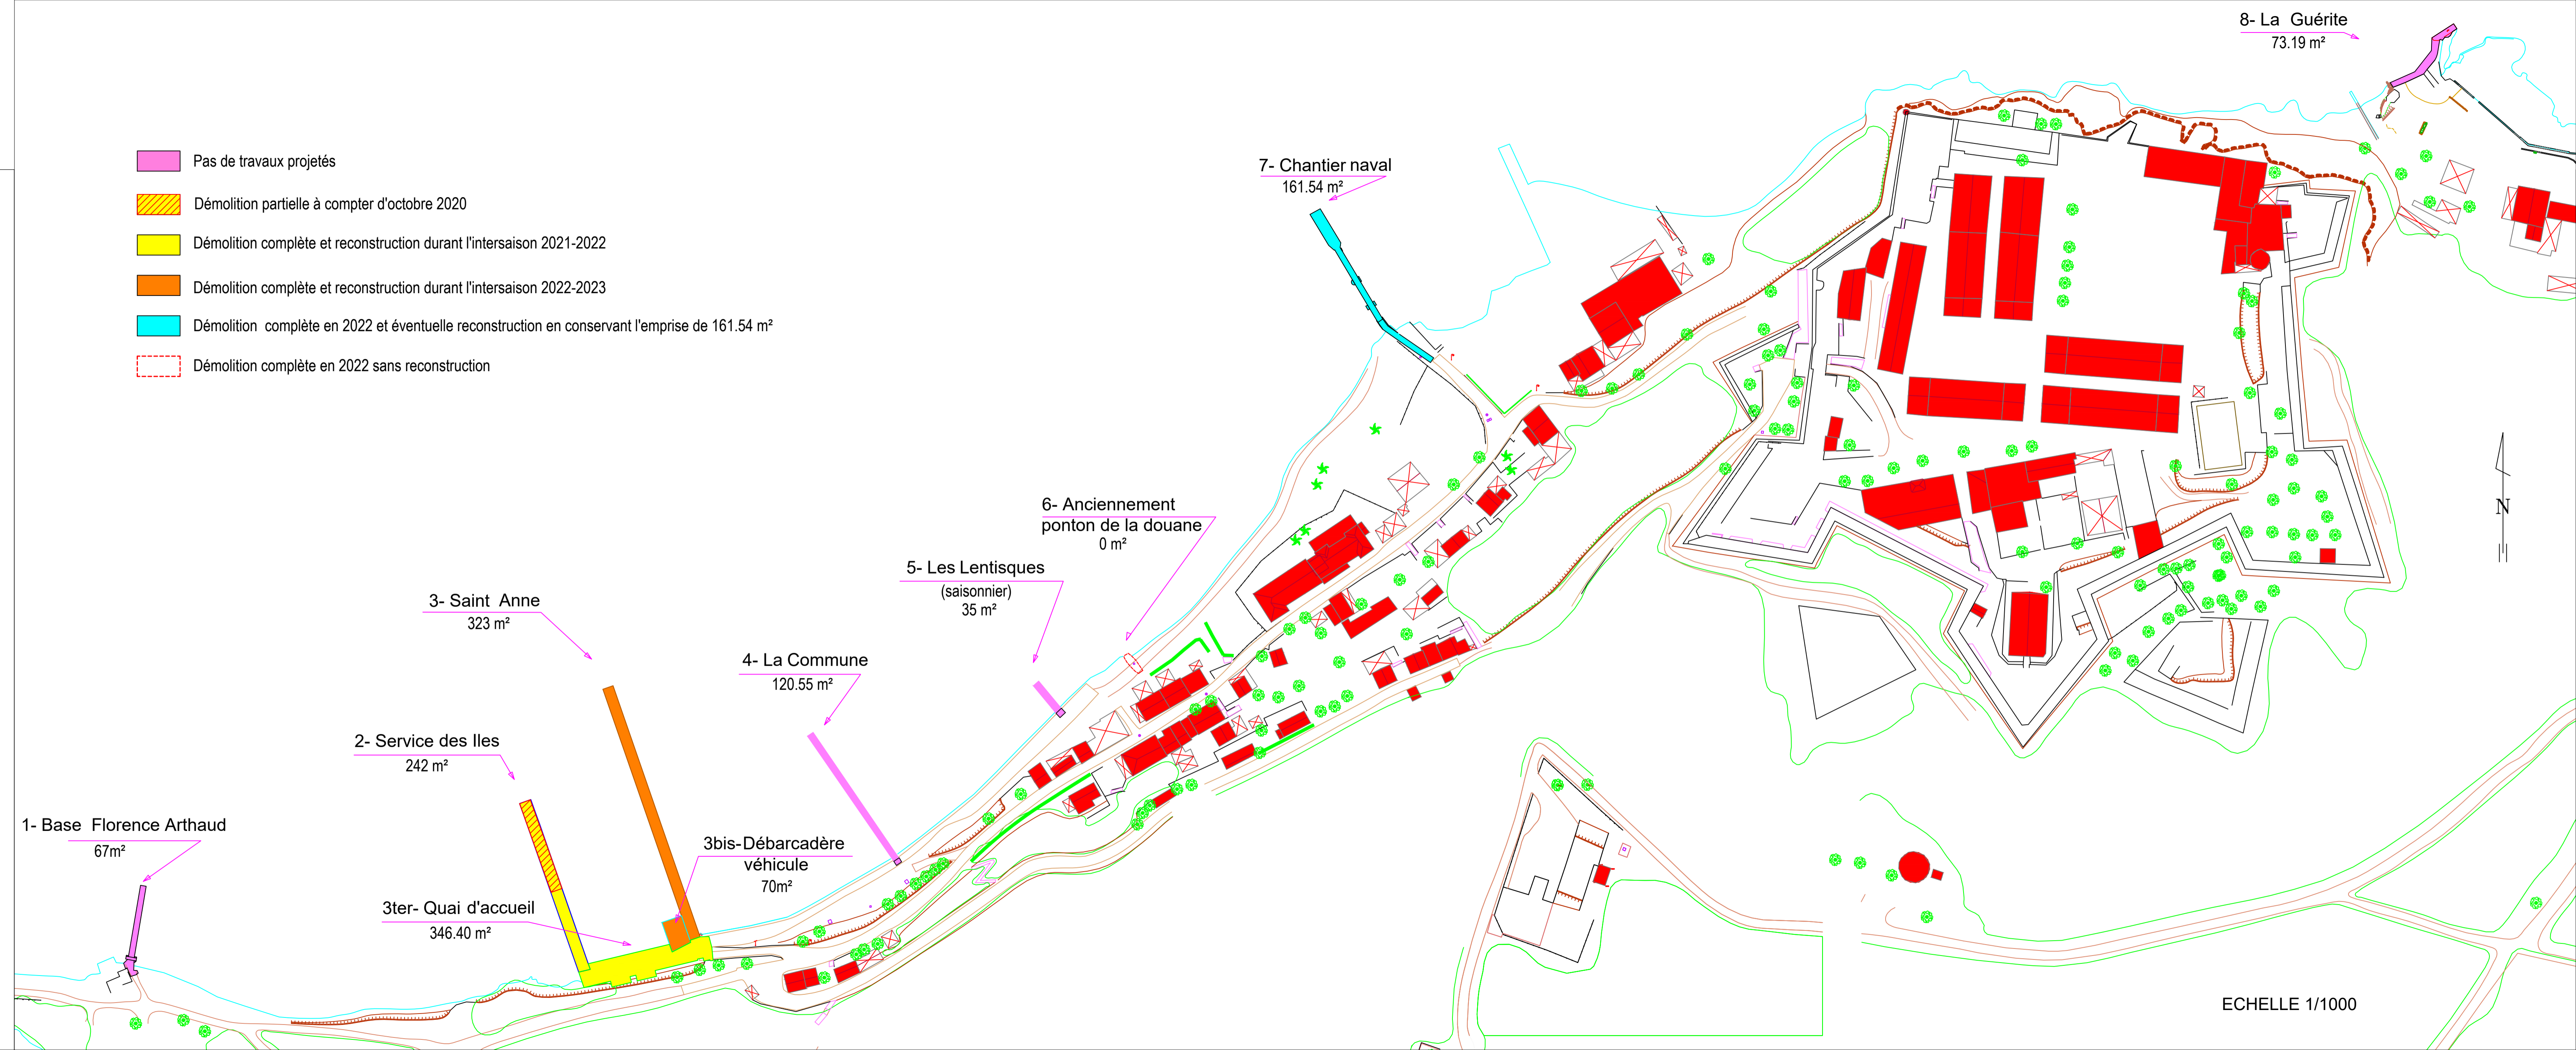 8- La Guérite
73.19 m²
Pas de travaux projetés
Démolition partielle à compter d'octobre 2020
Démolition complète et reconstruction durant l'intersaison 2021-2022
Démolition complète et reconstruction durant l'intersaison 2022-2023
Démolition complète en 2022 et éventuelle reconstruction en conservant l'emprise de 161.54 m²
Démolition complète en 2022 sans reconstruction
7- Chantier naval
161.54 m²
6- Anciennement
ponton de la douane
0 m²
5- Les Lentisques
(saisonnier)
35 m²
3- Saint Anne
323 m²
4- La Commune
120.55 m²
2- Service des Iles
242 m²
1- Base Florence Arthaud
67m²
3bis-Débarcadère
véhicule
70m²
3ter- Quai d'accueil
346.40 m²
N
ECHELLE 1/1000